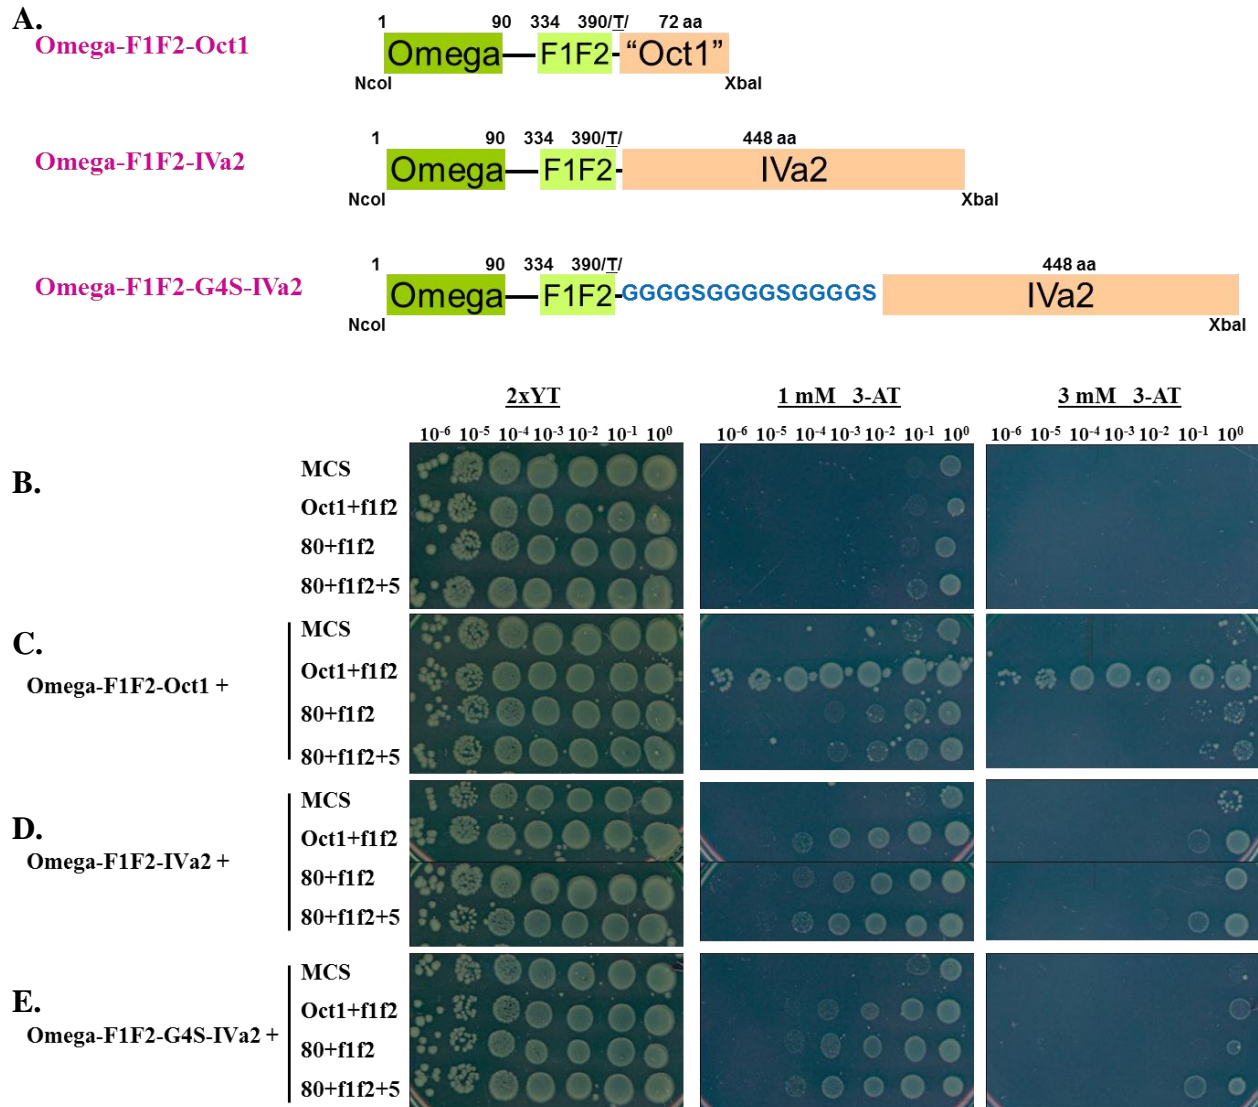 A.
Omega-F1F2-Oct1
1 90 334 390/T/ 72 aa
Omega F1F2 “Oct1”
NcoI XbaI
Omega-F1F2-IVa2
1 90 334 390/T/ 448 aa
Omega F1F2 IVa2
NcoI XbaI
Omega-F1F2-G4S-IVa2
1 90 334 390/T/ 448 aa
Omega F1F2 GGGGSGGGGSGGGGS IVa2
NcoI XbaI
2xYT 1 mM 3-AT 3 mM 3-AT
10⁻⁶ 10⁻⁵ 10⁻⁴ 10⁻³ 10⁻² 10⁻¹ 10⁰ 10⁻⁶ 10⁻⁵ 10⁻⁴ 10⁻³ 10⁻² 10⁻¹ 10⁰ 10⁻⁶ 10⁻⁵ 10⁻⁴ 10⁻³ 10⁻² 10⁻¹ 10⁰
B.
MCS
Oct1+f1f2
80+f1f2
80+f1f2+5
C.
Omega-F1F2-Oct1 +
MCS
Oct1+f1f2
80+f1f2
80+f1f2+5
D.
Omega-F1F2-IVa2 +
MCS
Oct1+f1f2
80+f1f2
80+f1f2+5
E.
Omega-F1F2-G4S-IVa2 +
MCS
Oct1+f1f2
80+f1f2
80+f1f2+5